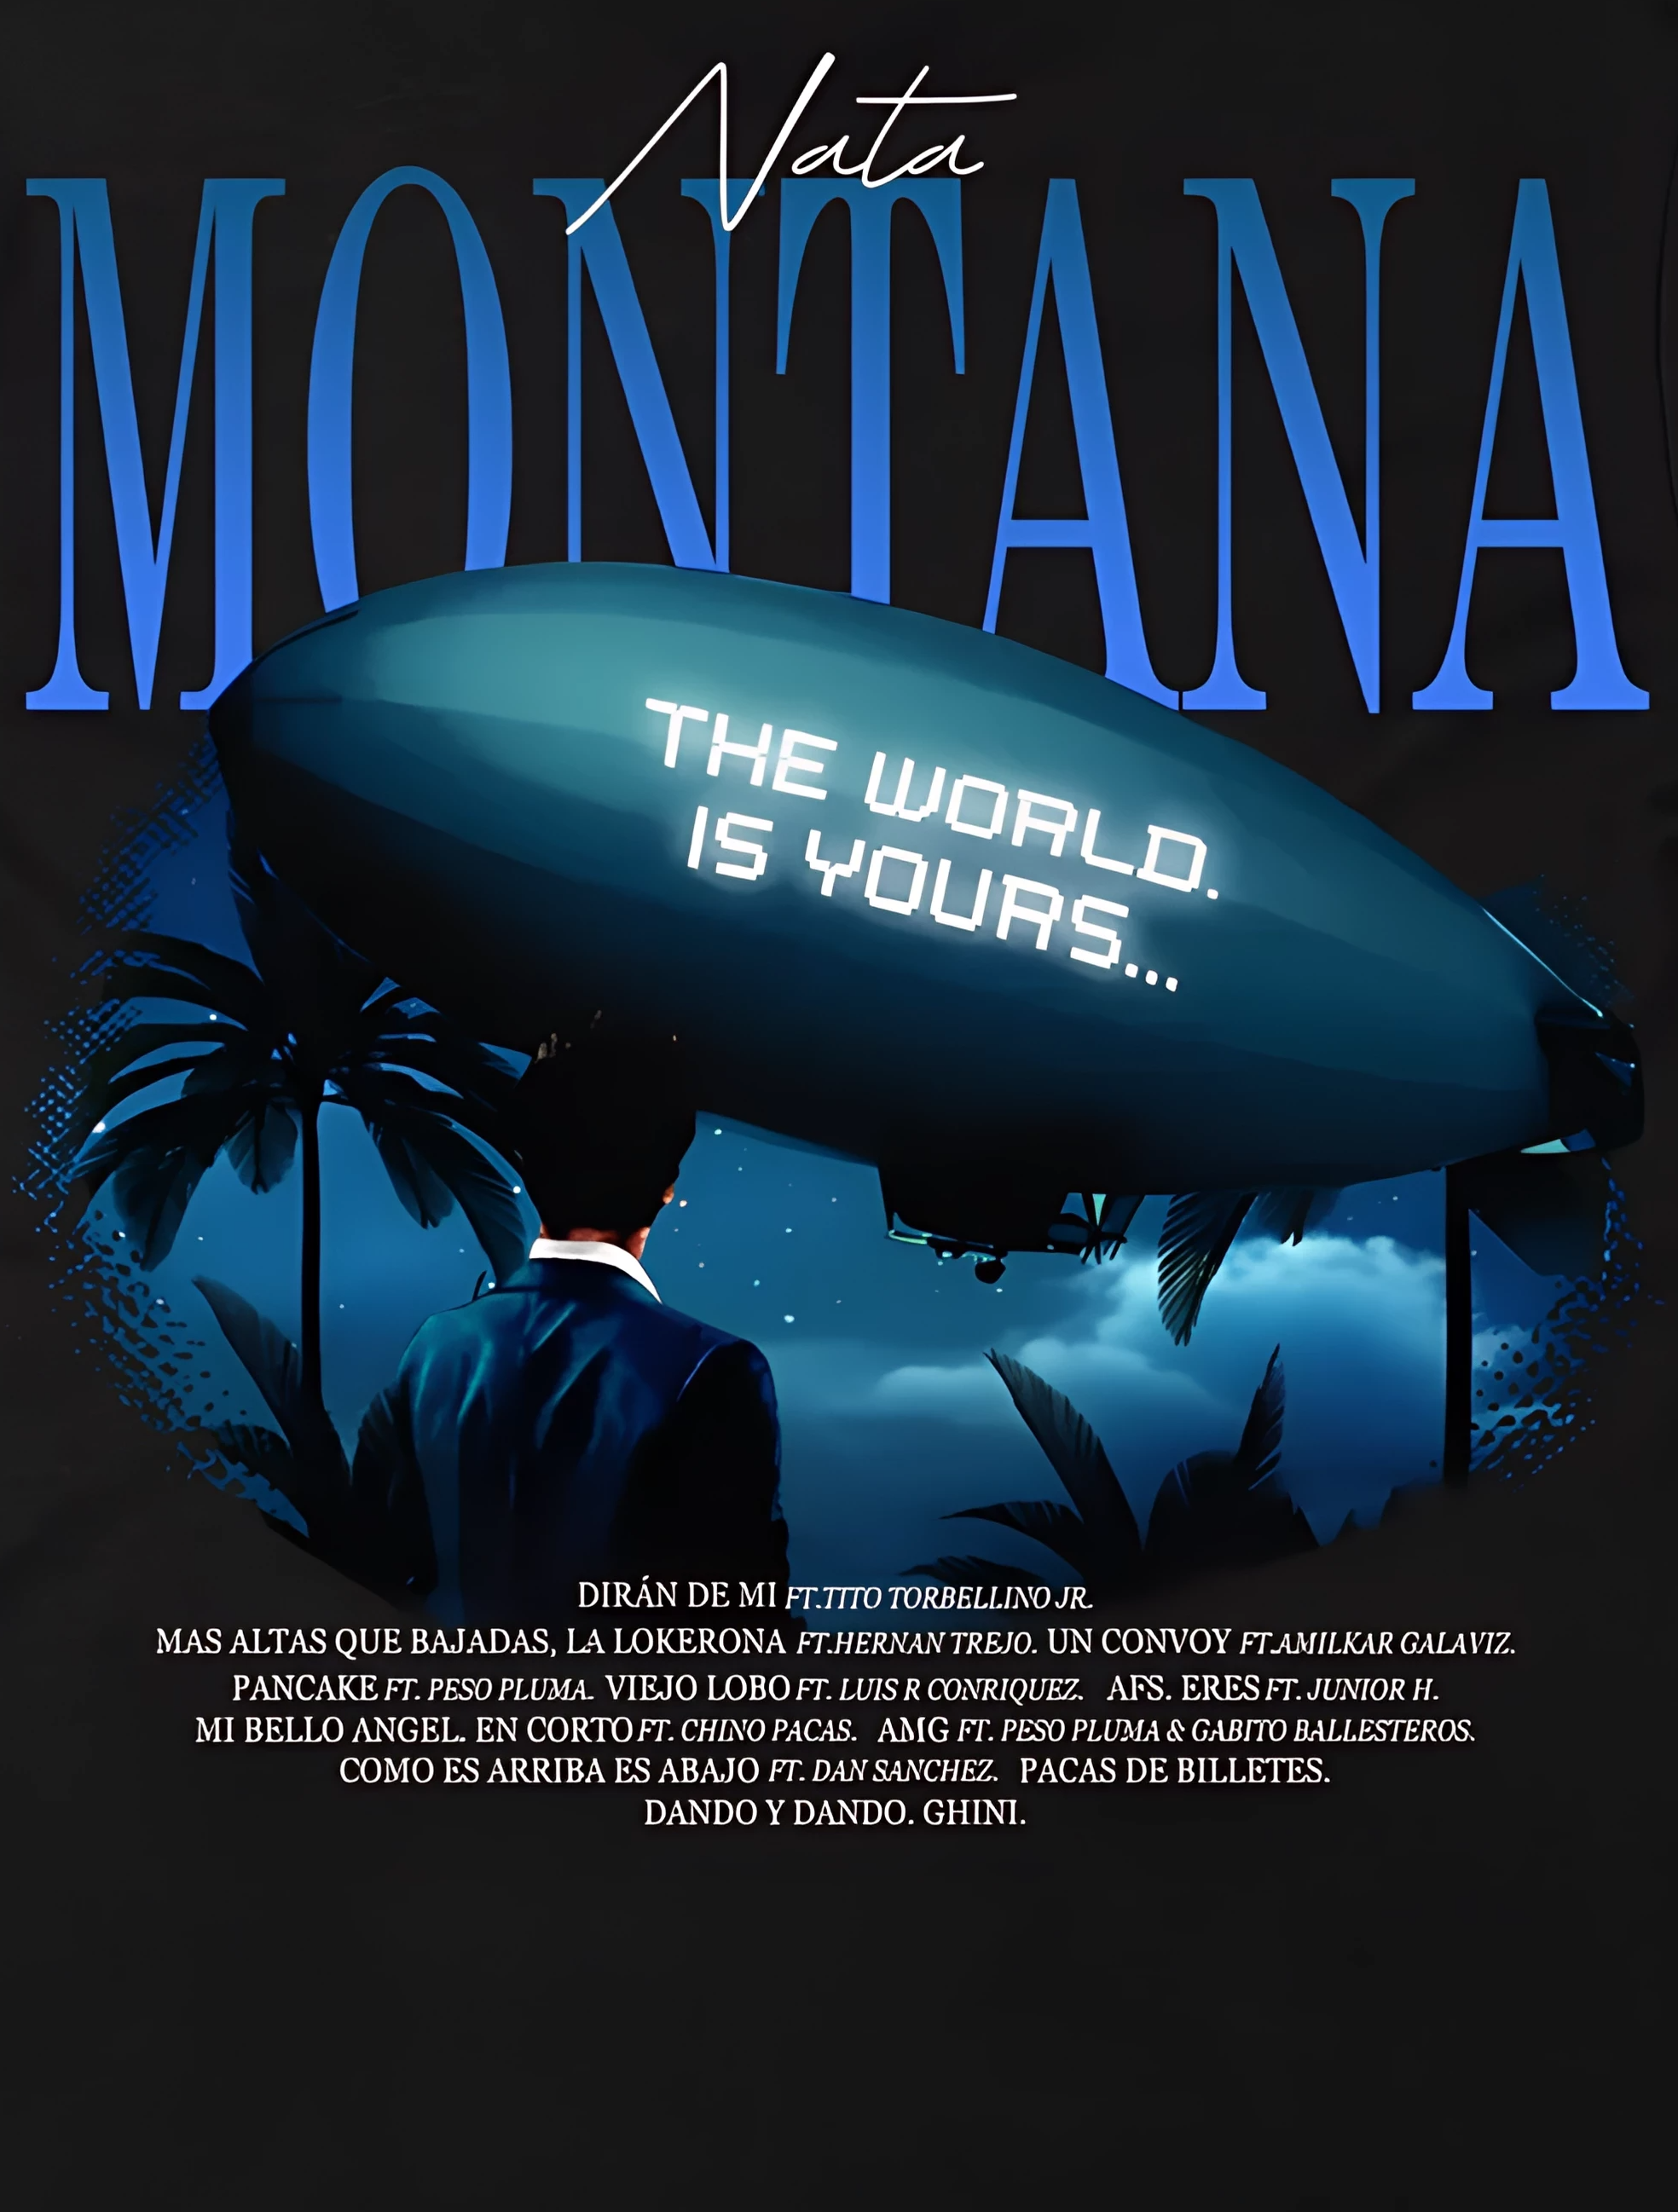 Nata
MONTANA
THE WORLD.
IS YOURS...
DIRÁN DE MI FT.TITO TORBELLINO JR.
MAS ALTAS QUE BAJADAS, LA LOKERONA FT.HERNAN TREJO. UN CONVOY FT.AMILKAR GALAVIZ.
PANCAKE FT. PESO PLUMA. VIEJO LOBO FT. LUIS R CONRIQUEZ. AFS. ERES FT. JUNIOR H.
MI BELLO ANGEL. EN CORTO FT. CHINO PACAS. AMG FT. PESO PLUMA & GABITO BALLESTEROS.
COMO ES ARRIBA ES ABAJO FT. DAN SANCHEZ. PACAS DE BILLETES.
DANDO Y DANDO. GHINI.